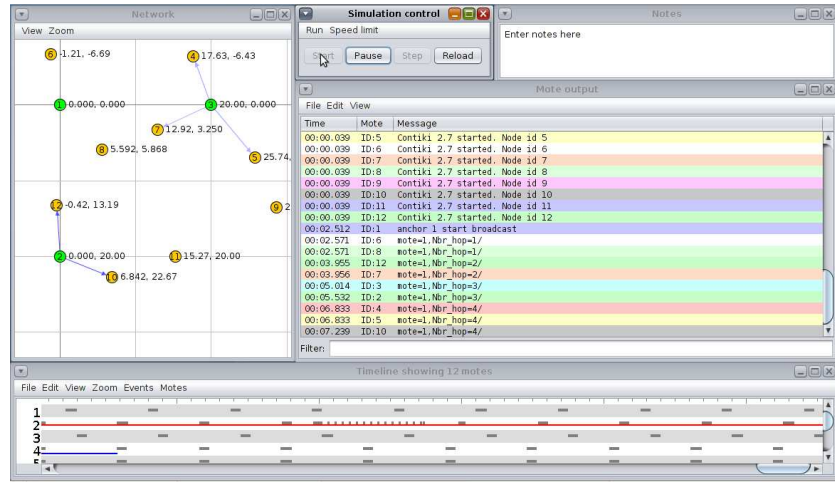 Network
View Zoom
6 -1.21, -6.69
4 17.63, -6.43
1 0.000, 0.000
3 20.00, 0.000
7 12.92, 3.250
8 5.592, 5.868
5 25.74,
12 -0.42, 13.19
9 2
2 0.000, 20.00
11 15.27, 20.00
10 6.842, 22.67
Simulation control
Run Speed limit
Start Pause Step Reload
Notes
Enter notes here
Mote output
File Edit View
Time Mote Message
00:00.039 ID:5 Contiki 2.7 started. Node id 5
00:00.039 ID:6 Contiki 2.7 started. Node id 6
00:00.039 ID:7 Contiki 2.7 started. Node id 7
00:00.039 ID:8 Contiki 2.7 started. Node id 8
00:00.039 ID:9 Contiki 2.7 started. Node id 9
00:00.039 ID:10 Contiki 2.7 started. Node id 10
00:00.039 ID:11 Contiki 2.7 started. Node id 11
00:00.039 ID:12 Contiki 2.7 started. Node id 12
00:02.512 ID:1 anchor 1 start broadcast
00:02.571 ID:6 mote=1,Nbr_hop=1/
00:02.571 ID:8 mote=1,Nbr_hop=1/
00:03.955 ID:12 mote=1,Nbr_hop=2/
00:03.956 ID:7 mote=1,Nbr_hop=2/
00:05.014 ID:3 mote=1,Nbr_hop=3/
00:05.532 ID:2 mote=1,Nbr_hop=3/
00:06.833 ID:4 mote=1,Nbr_hop=4/
00:06.833 ID:5 mote=1,Nbr_hop=4/
00:07.239 ID:10 mote=1,Nbr_hop=4/
Filter:
Timeline showing 12 motes
File Edit View Zoom Events Motes
1
2
3
4
5